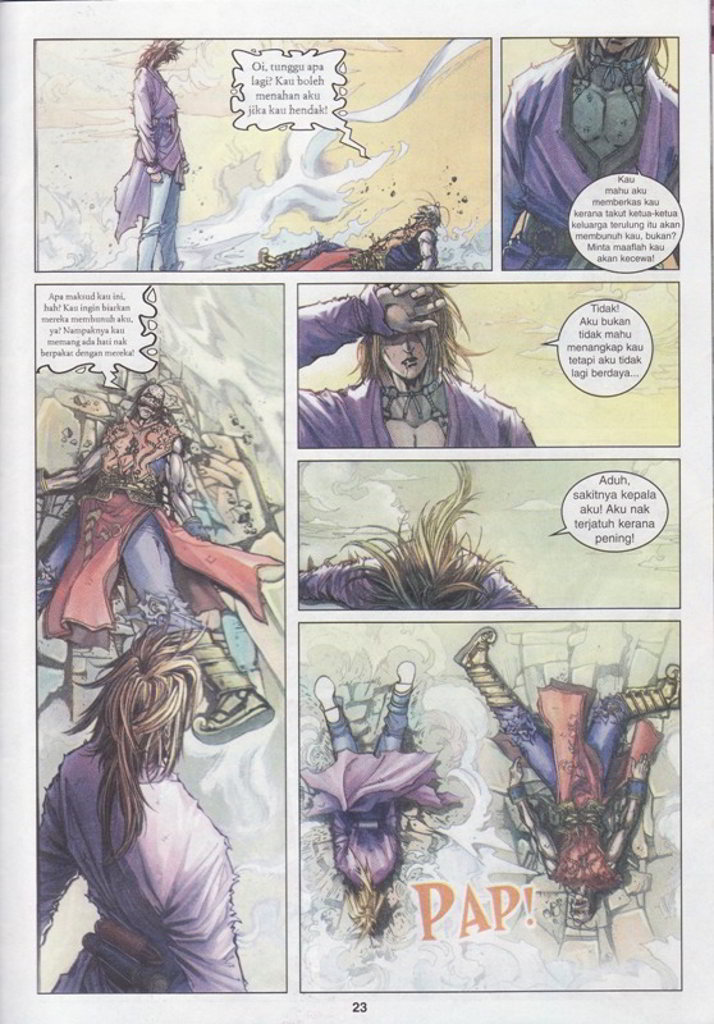 Oi, tunggu apa
lagi? Kau boleh
menahan aku
jika kau hendak!
Kau
mahu aku
memberkas kau
kerana takut ketua-ketua
keluarga terulung itu akan
membunuh kau, bukan?
Minta maaflah kau
akan kecewa!
Apa maksud kau ini,
hah? Kau ingin biarkan
mereka membunuh aku,
ya? Nampaknya kau
memang ada hati nak
berpakat dengan mereka!
Tidak!
Aku bukan
tidak mahu
menangkap kau
tetapi aku tidak
lagi berdaya...
Aduh,
sakitnya kepala
aku! Aku nak
terjatuh kerana
pening!
PAP!
23